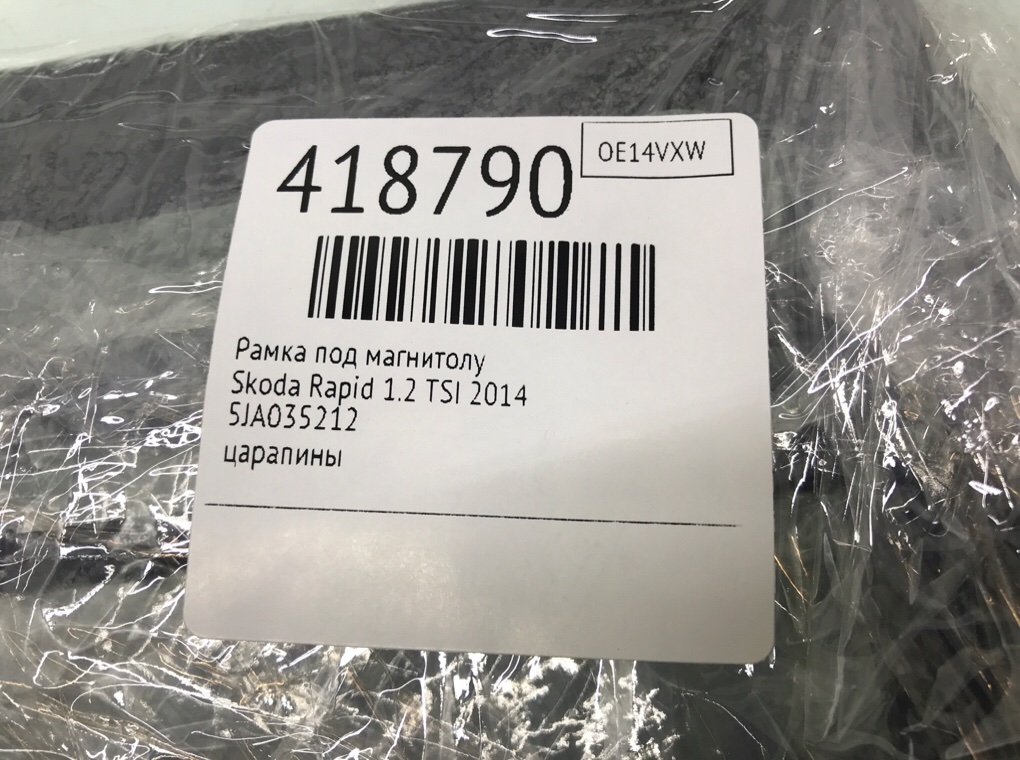 418790
OE14VXW
Рамка под магнитолу
Skoda Rapid 1.2 TSI 2014
5JA035212
царапины